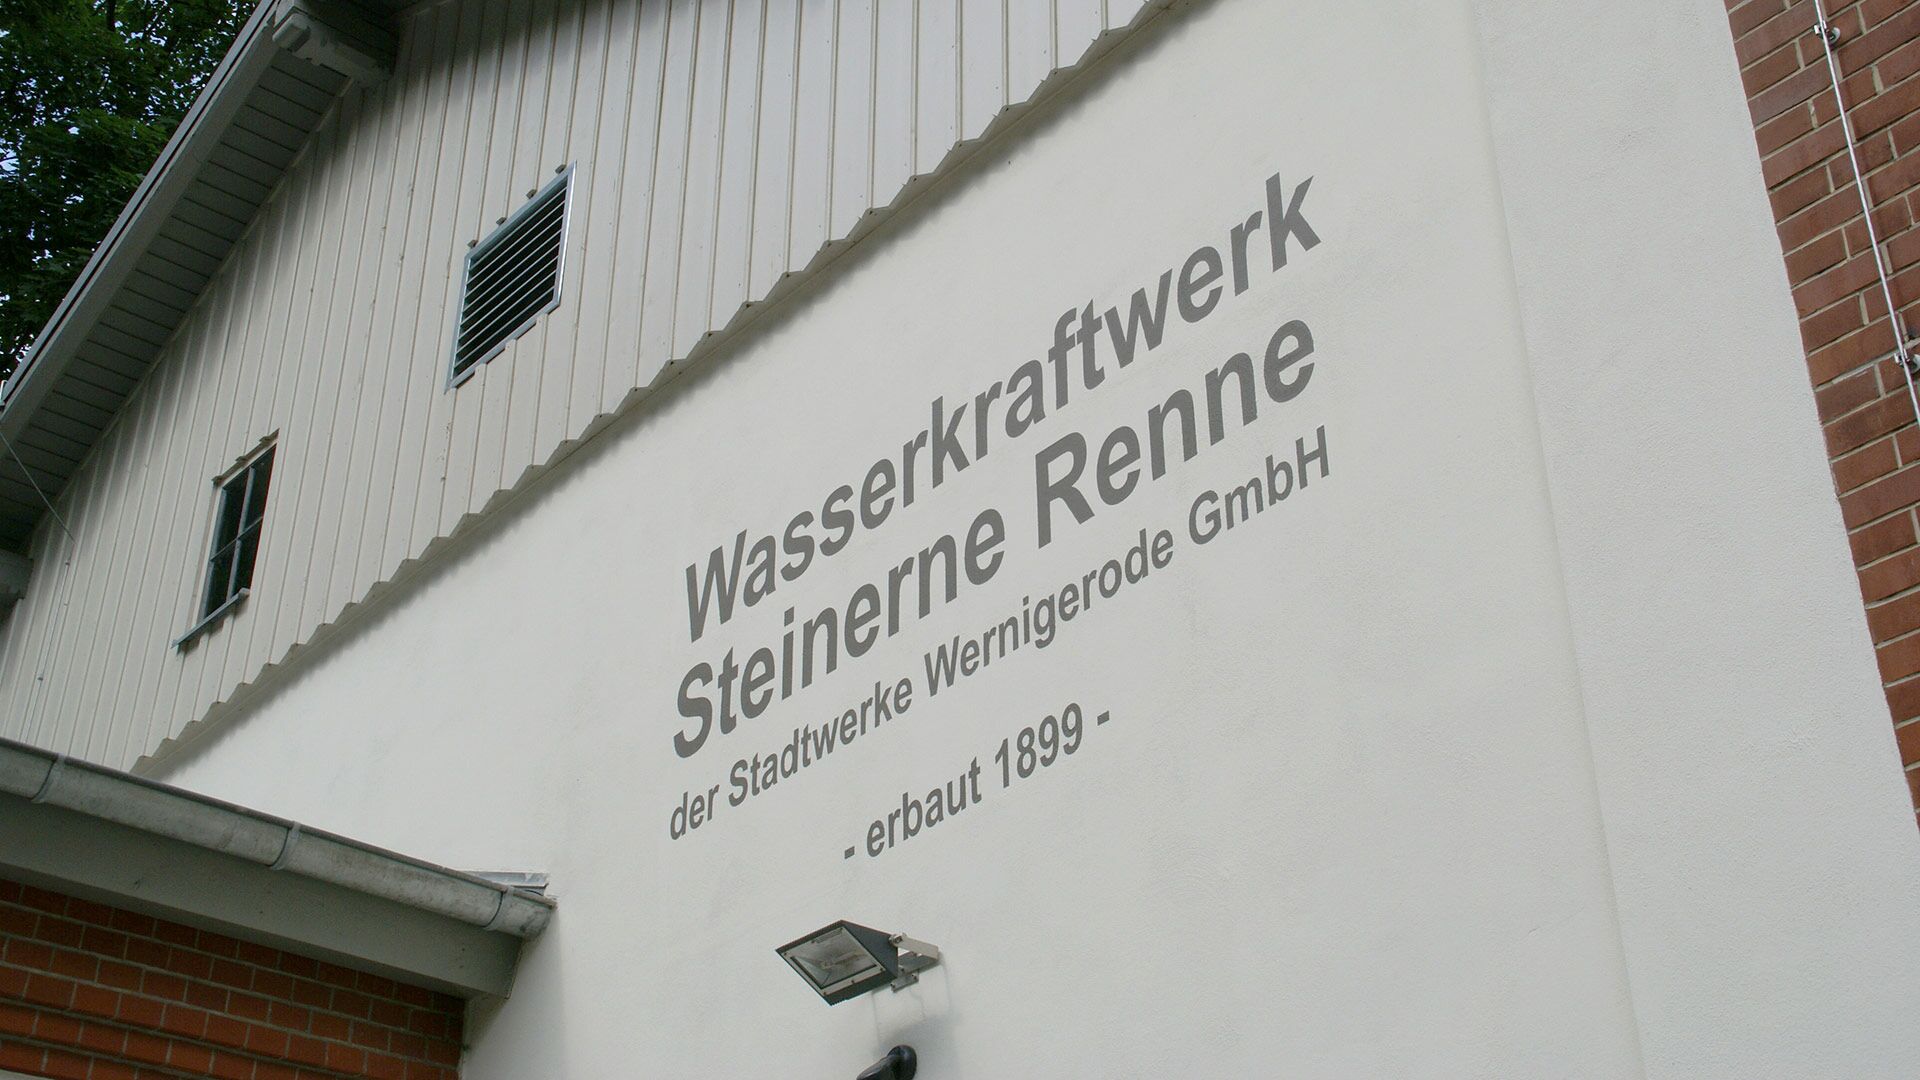 Wasserkraftwerk
Steinerne Renne
der Stadtwerke Wernigerode GmbH
- erbaut 1899 -